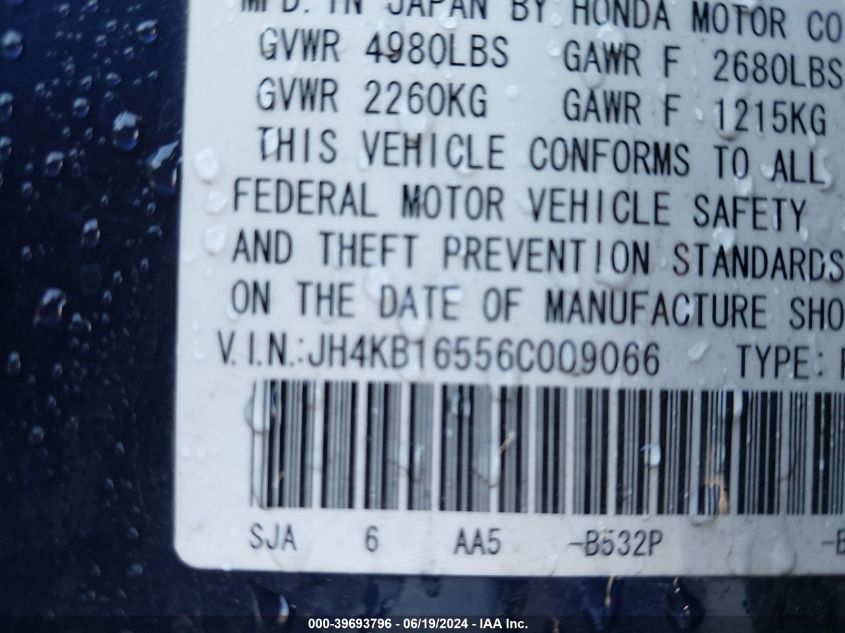 MFD. IN JAPAN BY HONDA MOTOR CO
GVWR 4980LBS GAWR F 2680LBS
GVWR 2260KG GAWR F 1215KG
THIS VEHICLE CONFORMS TO ALL
FEDERAL MOTOR VEHICLE SAFETY
AND THEFT PREVENTION STANDARDS
ON THE DATE OF MANUFACTURE SHO
V.I.N.:JH4KB16556C009066 TYPE:
SJA 6 AA5 -B532P
000-39693796 - 06/19/2024 - IAA Inc.